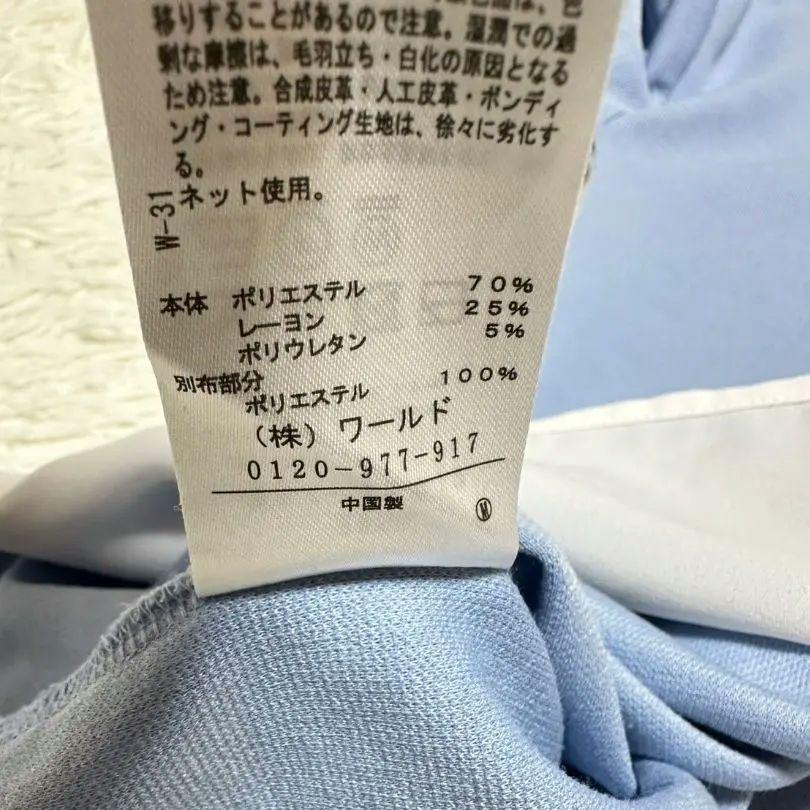 移りすることがあるので注意。湿潤での過
剰な摩擦は、毛羽立ち・白化の原因となる
ため注意。合成皮革・人工皮革・ボンディ
ング・コーティング生地は、徐々に劣化す
る。
ネット使用。
W-31
本体 ポリエステル 70%
レーヨン 25%
ポリウレタン 5%
別布部分
ポリエステル 100%
(株) ワールド
0120-977-917
中国製
M